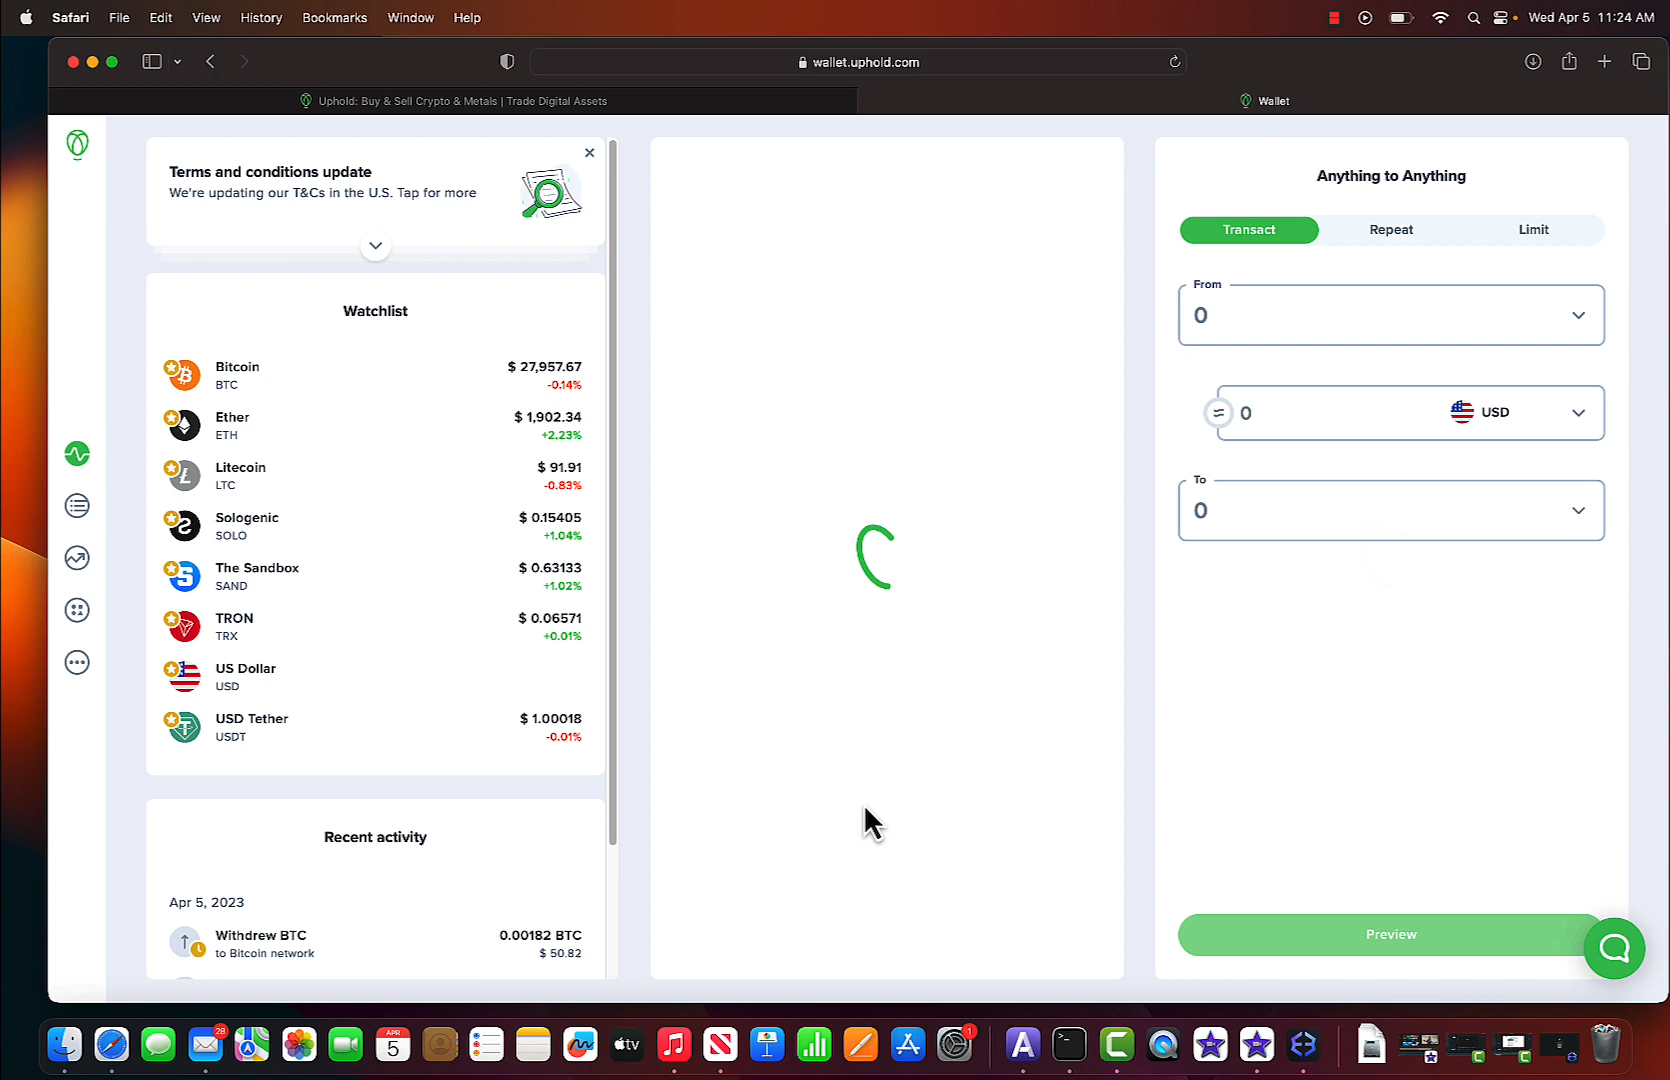 Safari File Edit View History Bookmarks Window Help Wed Apr 5 11:24 AM
wallet.uphold.com
Uphold: Buy & Sell Crypto & Metals | Trade Digital Assets
Wallet
Terms and conditions update
We're updating our T&Cs in the U.S. Tap for more
Watchlist
Bitcoin $ 27,957.67
BTC -0.14%
Ether $ 1,902.34
ETH +2.23%
Litecoin $ 91.91
LTC -0.83%
Sologenic $ 0.15405
SOLO +1.04%
The Sandbox $ 0.63133
SAND +1.02%
TRON $ 0.06571
TRX +0.01%
US Dollar
USD
USD Tether $ 1.00018
USDT -0.01%
Recent activity
Apr 5, 2023
Withdrew BTC 0.00182 BTC
to Bitcoin network $ 50.82
Anything to Anything
Transact Repeat Limit
From
0
0 USD
To
0
Preview
28
APR
5
tv
1